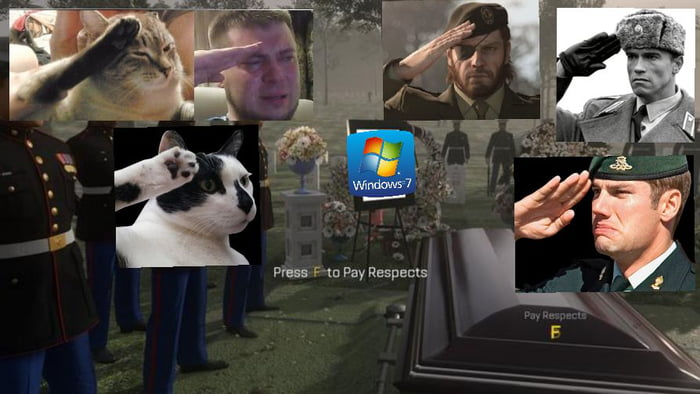 Windows 7
Press F to Pay Respects
Pay Respects
F